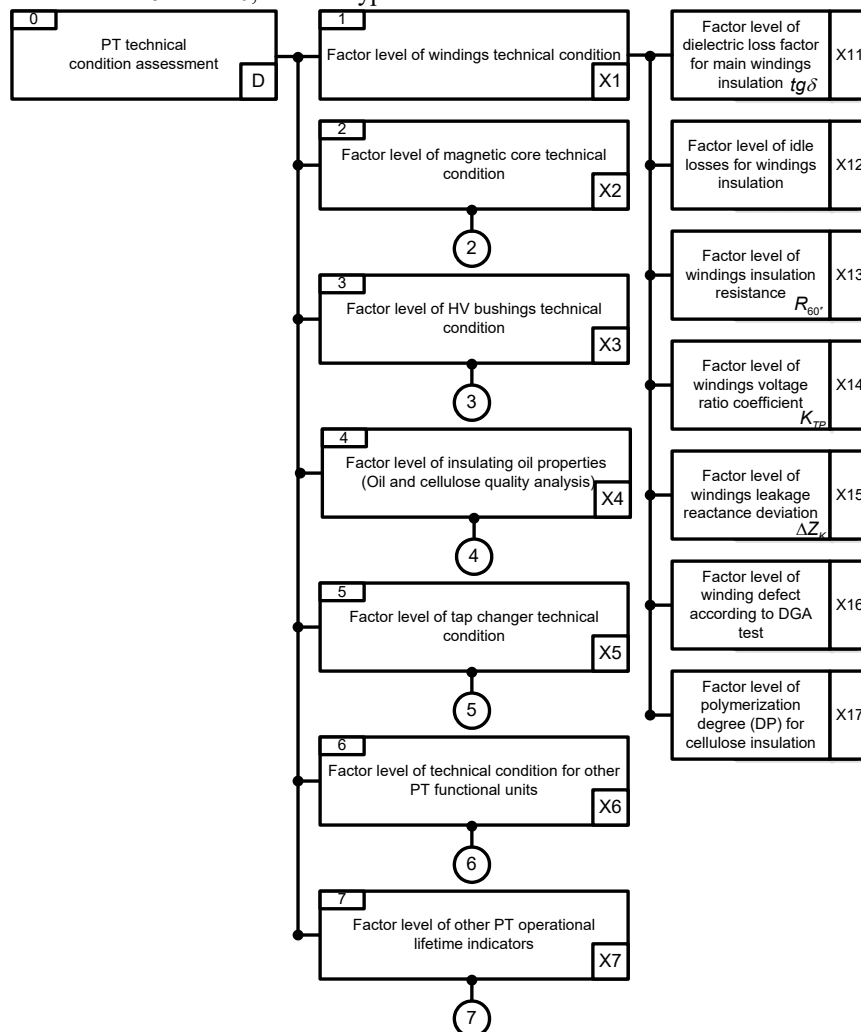 0
PT technical
condition assessment
D
1
Factor level of windings technical condition
X1
2
Factor level of magnetic core technical
condition
X2
2
3
Factor level of HV bushings technical
condition
X3
3
4
Factor level of insulating oil properties
(Oil and cellulose quality analysis)
X4
4
5
Factor level of tap changer technical
condition
X5
5
6
Factor level of technical condition for other
PT functional units
X6
6
7
Factor level of other PT operational
lifetime indicators
X7
7
Factor level of
dielectric loss factor
for main windings
insulation tgδ
X11
Factor level of idle
losses for windings
insulation
X12
Factor level of
windings insulation
resistance
R60"
X13
Factor level of
windings voltage
ratio coefficient
KTP
X14
Factor level of
windings leakage
reactance deviation
ΔZK
X15
Factor level of
winding defect
according to DGA
test
X16
Factor level of
polymerization
degree (DP) for
cellulose insulation
X17